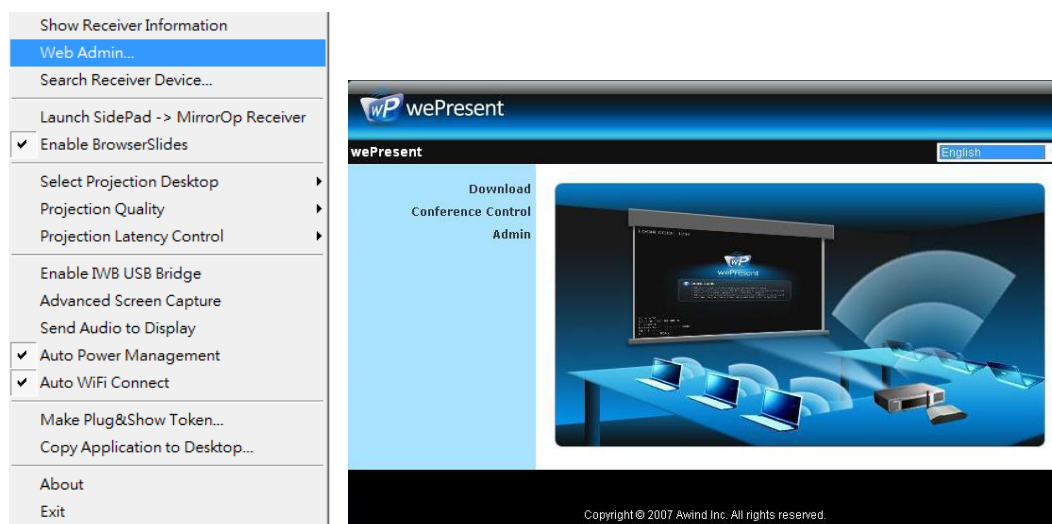 Show Receiver Information
Web Admin...
Search Receiver Device...
Launch SidePad -> MirrorOp Receiver
Enable BrowserSlides
Select Projection Desktop
Projection Quality
Projection Latency Control
Enable IWB USB Bridge
Advanced Screen Capture
Send Audio to Display
Auto Power Management
Auto WiFi Connect
Make Plug&Show Token...
Copy Application to Desktop...
About
Exit
wP wePresent
wePresent
English
Download
Conference Control
Admin
wP
wePresent
Copyright © 2007 Awind Inc. All rights reserved.